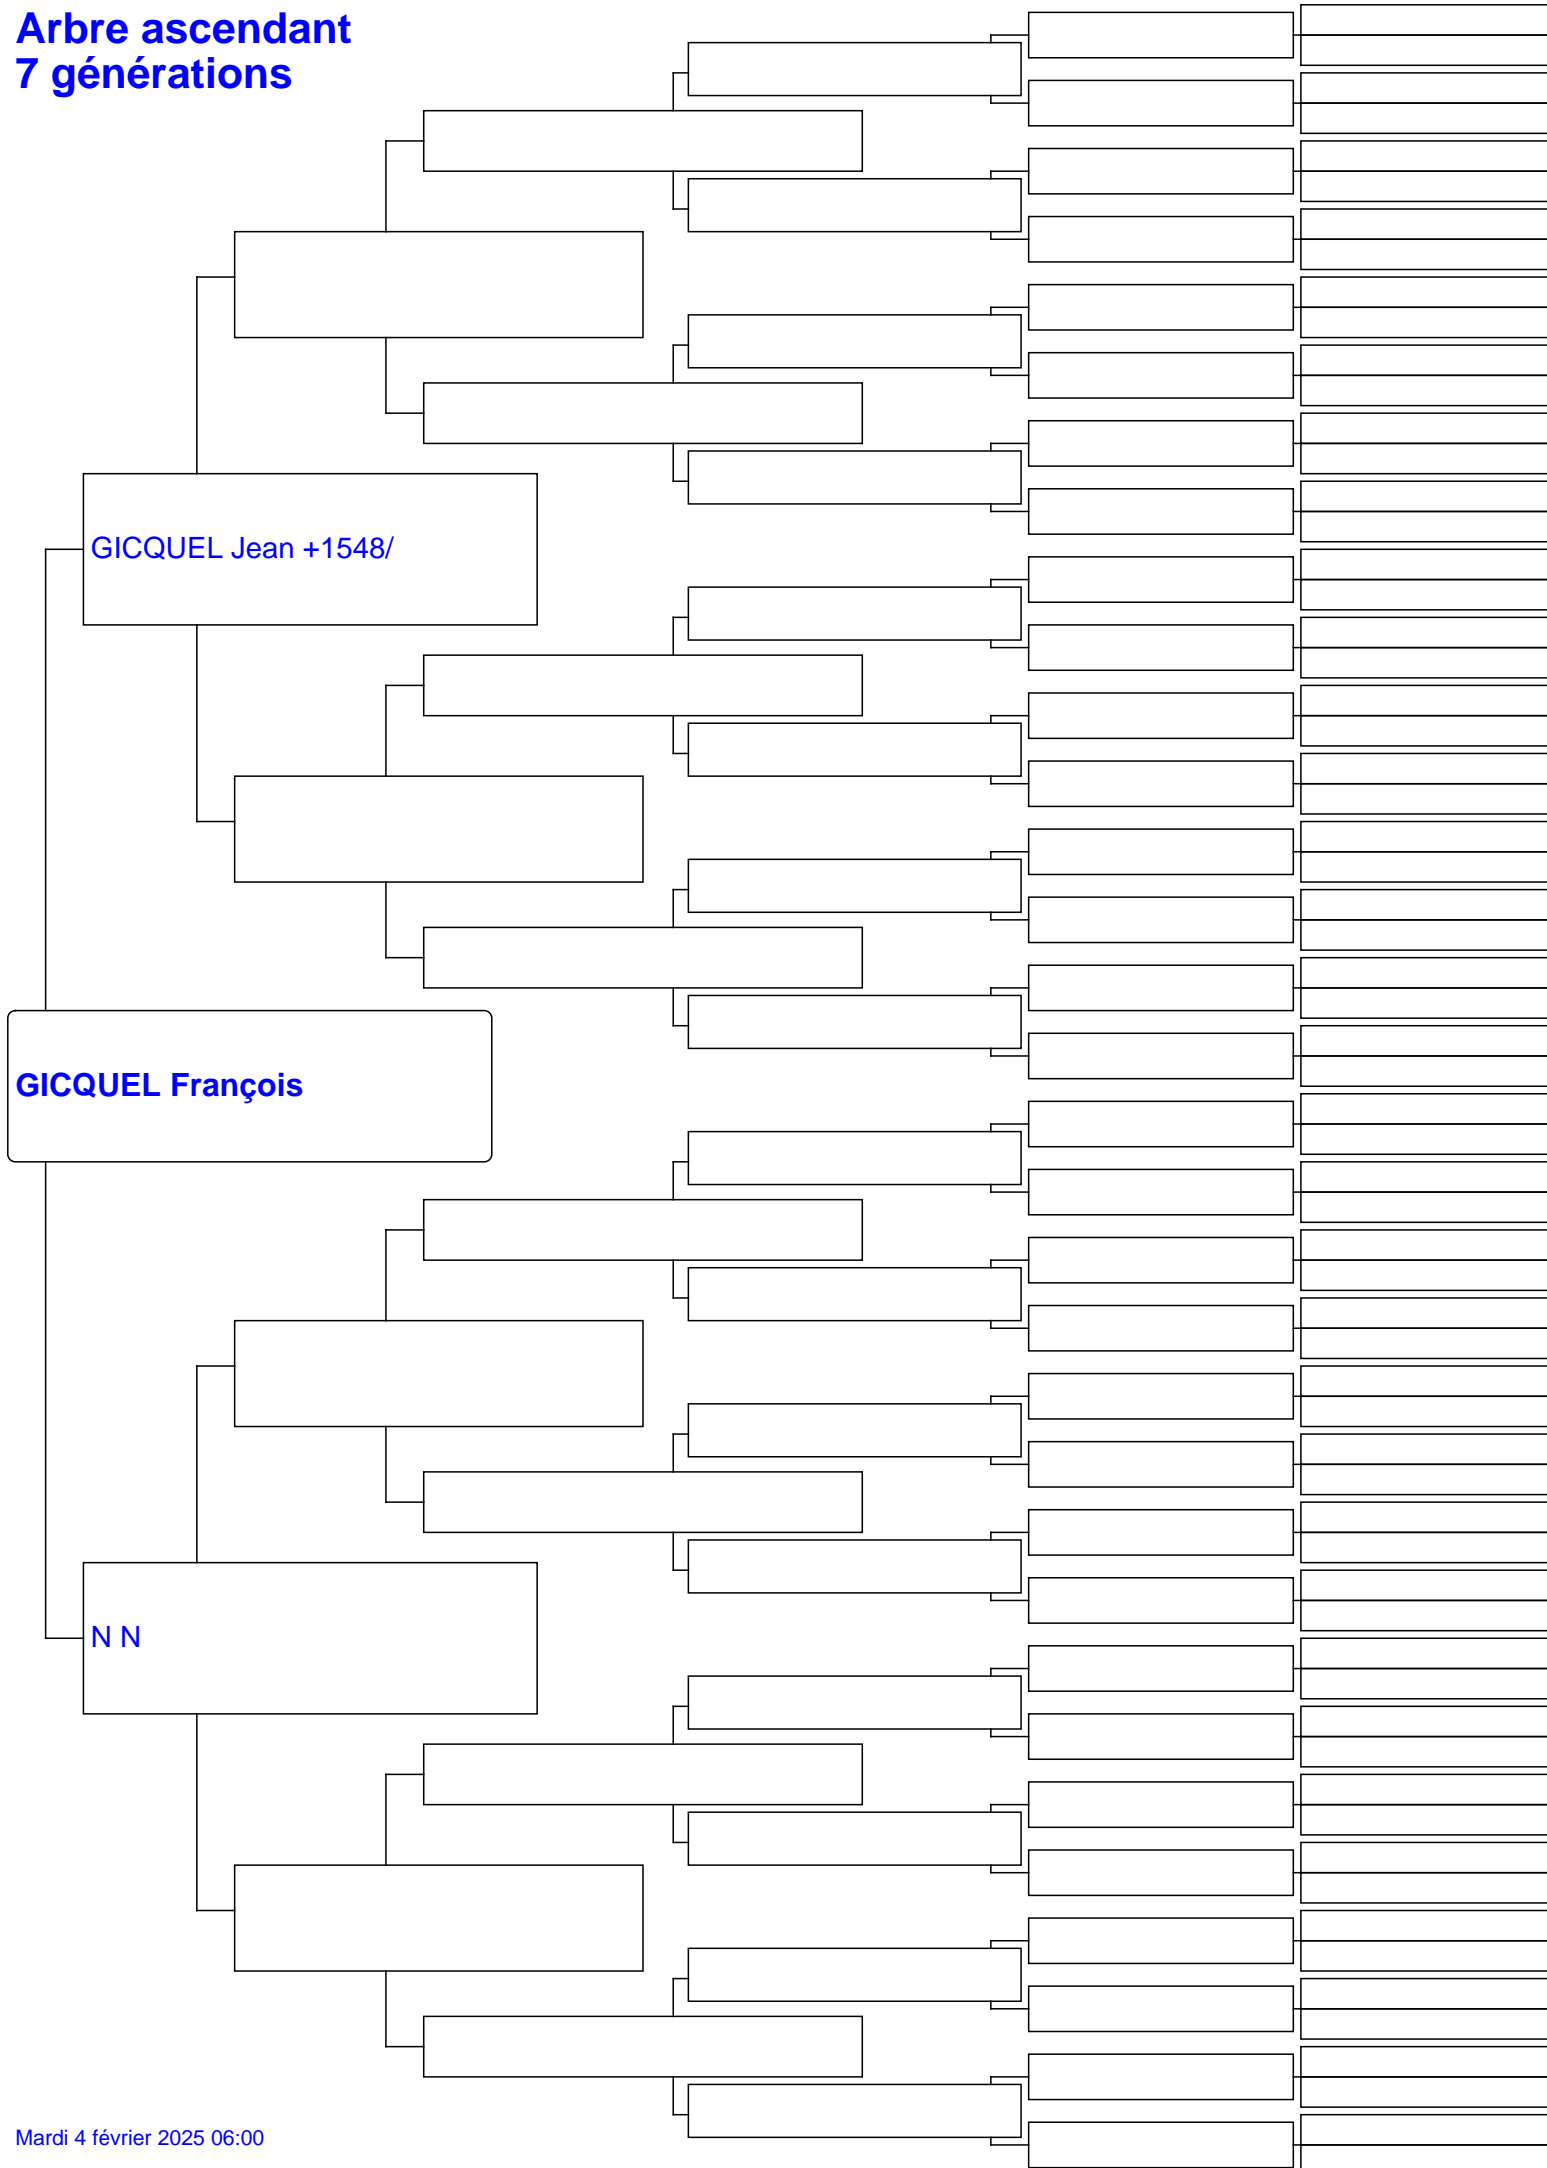 Arbre ascendant
7 générations
GICQUEL Jean +1548/
GICQUEL François
N N
Mardi 4 février 2025 06:00